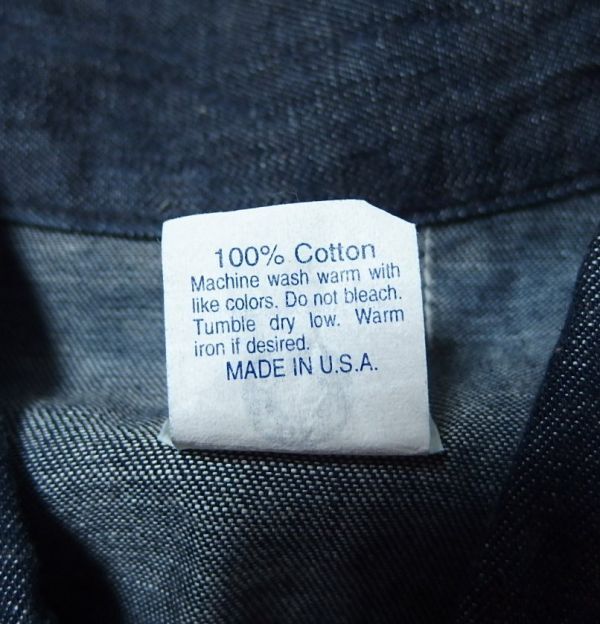 100% Cotton
Machine wash warm with
like colors. Do not bleach.
Tumble dry low. Warm
iron if desired.
MADE IN U.S.A.